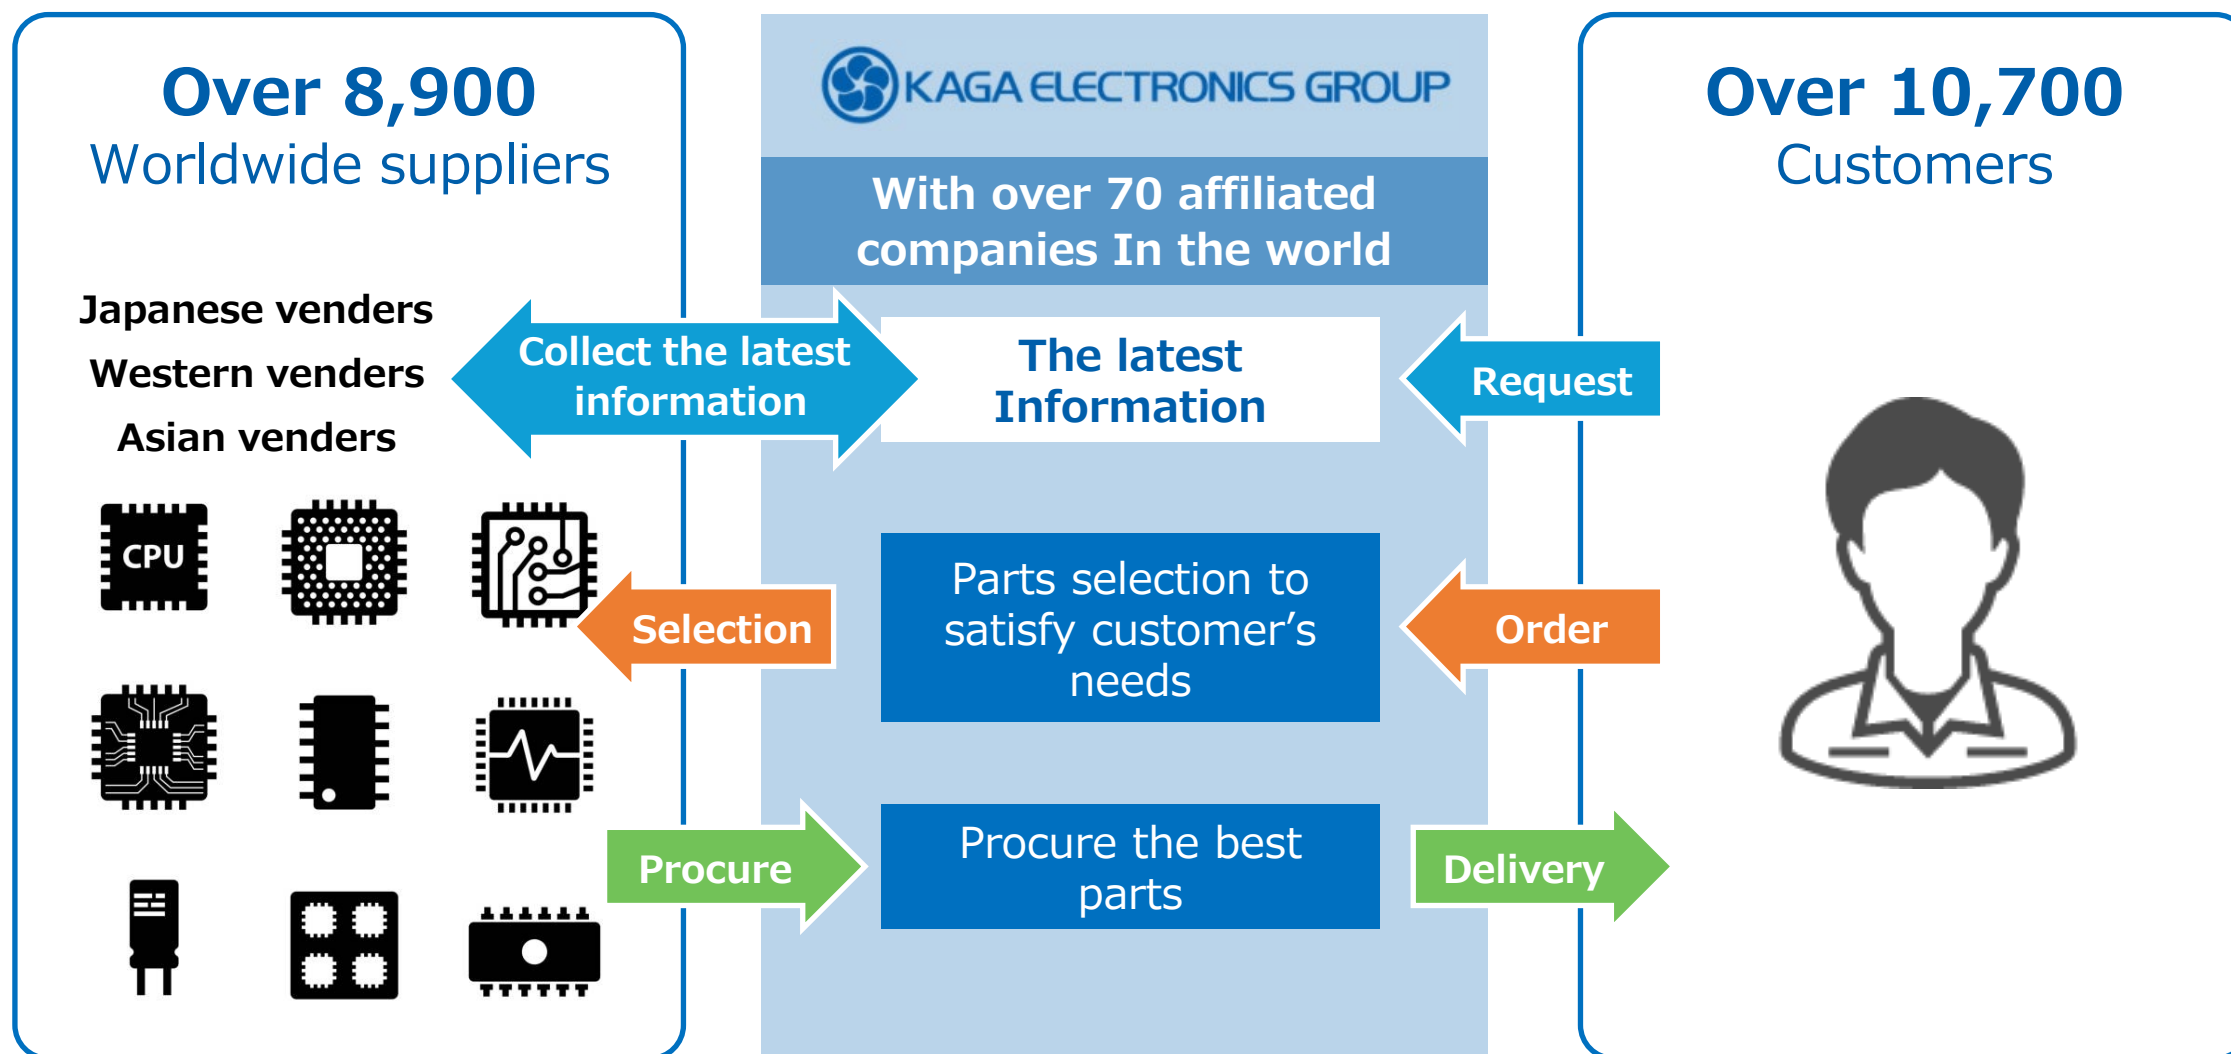 Over 8,900
Worldwide suppliers
Japanese venders
Western venders
Asian venders
CPU
KAGA ELECTRONICS GROUP
With over 70 affiliated
companies In the world
Collect the latest
information
The latest
Information
Request
Selection
Parts selection to
satisfy customer’s
needs
Order
Procure
Procure the best
parts
Delivery
Over 10,700
Customers